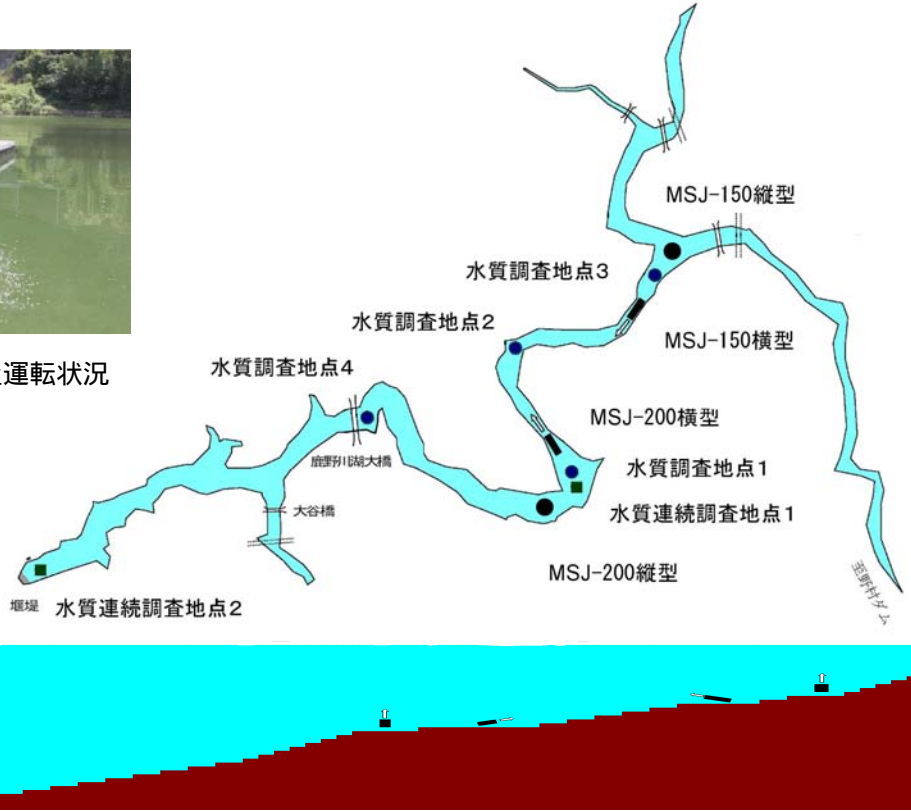 MSJ-150縦型
水質調査地点3
水質調査地点2
MSJ-150横型
運転状況
水質調査地点4
MSJ-200横型
鹿野川湖大橋
水質調査地点1
大谷橋
水質連続調査地点1
MSJ-200縦型
至野村ダム
堰堤
水質連続調査地点2